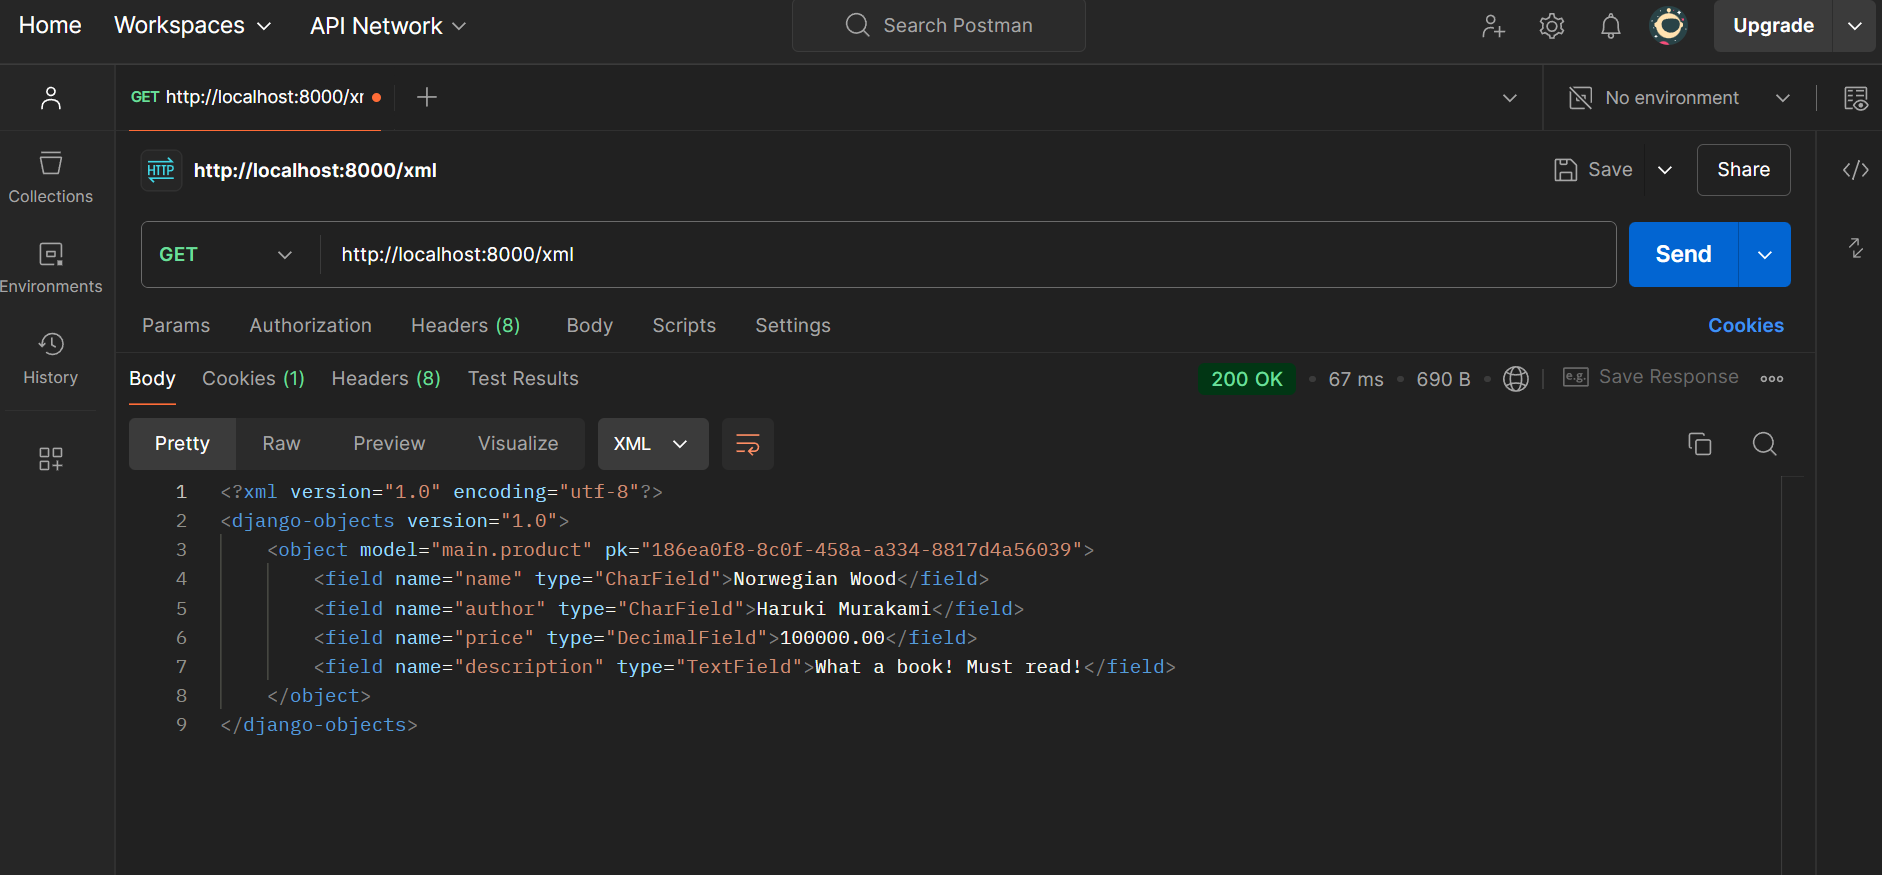 Home Workspaces API Network Search Postman Upgrade
GET http://localhost:8000/xr No environment
HTTP http://localhost:8000/xml Save Share
GET http://localhost:8000/xml Send
Params Authorization Headers (8) Body Scripts Settings Cookies
Collections
Environments
History
Body Cookies (1) Headers (8) Test Results 200 OK • 67 ms • 690 B • e.g. Save Response
Pretty Raw Preview Visualize XML
1 <?xml version="1.0" encoding="utf-8"?>
2 <django-objects version="1.0">
3 <object model="main.product" pk="186ea0f8-8c0f-458a-a334-8817d4a56039">
4 <field name="name" type="CharField">Norwegian Wood</field>
5 <field name="author" type="CharField">Haruki Murakami</field>
6 <field name="price" type="DecimalField">100000.00</field>
7 <field name="description" type="TextField">What a book! Must read!</field>
8 </object>
9 </django-objects>